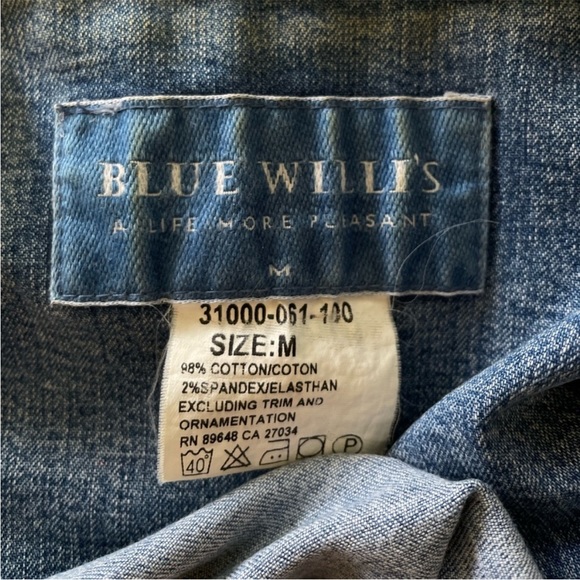 BLUE WILLI'S
A LIFE MORE PLEASANT
M
31000-061-100
SIZE:M
98% COTTON/COTON
2%SPANDEX/ELASTHAN
EXCLUDING TRIM AND
ORNAMENTATION
RN 89648 CA 27034
40° P